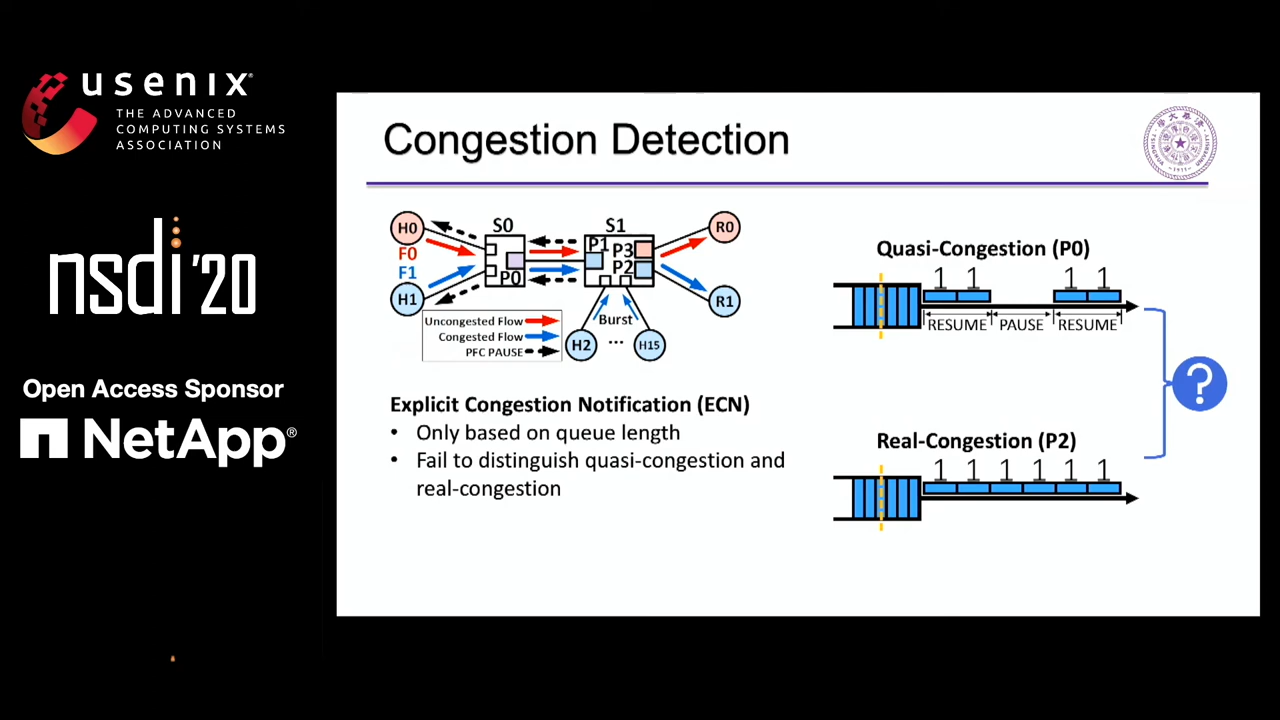 usenix®
THE ADVANCED
COMPUTING SYSTEMS
ASSOCIATION
nsdi '20
Open Access Sponsor
NetApp®
Congestion Detection
H0
S0
S1
R0
F0
F1
P0
P1
P3
P2
H1
R1
Burst
H2
...
H15
Uncongested Flow
Congested Flow
PFC PAUSE
Explicit Congestion Notification (ECN)
• Only based on queue length
• Fail to distinguish quasi-congestion and
real-congestion
Quasi-Congestion (P0)
1 1 1 1
RESUME PAUSE RESUME
Real-Congestion (P2)
1 1 1 1 1 1
?